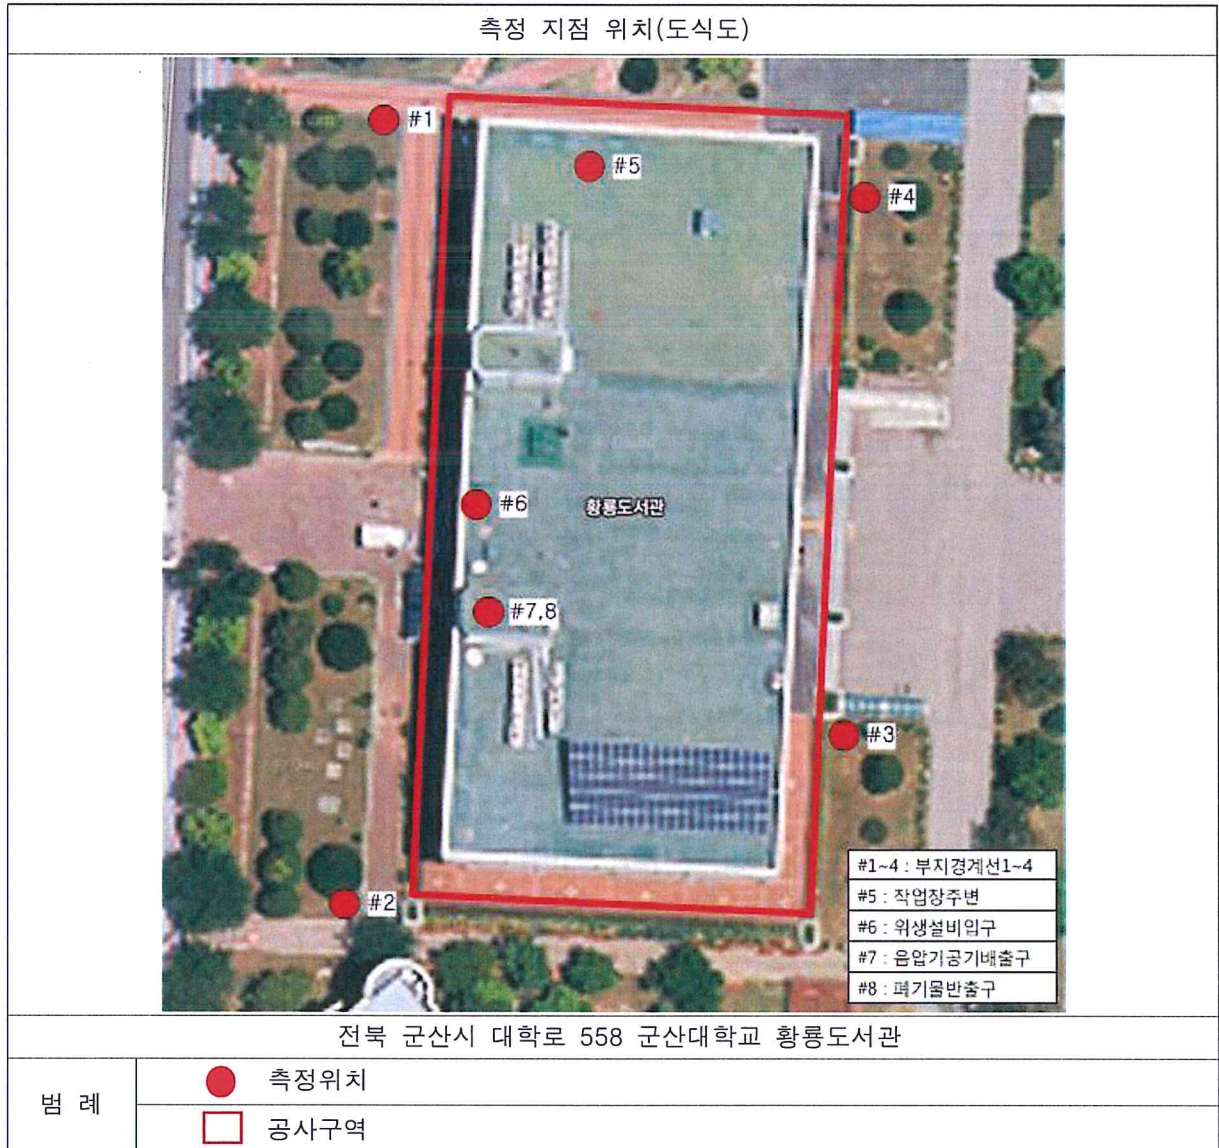 측정 지점 위치(도식도)
#1
#5
#4
#6
황룡도서관
#7,8
#3
#2
#1~4 : 부지경계선1~4
#5 : 작업장주변
#6 : 위생설비입구
#7 : 음압기공기배출구
#8 : 폐기물반출구
전북 군산시 대학로 558 군산대학교 황룡도서관
범 례
측정위치
공사구역